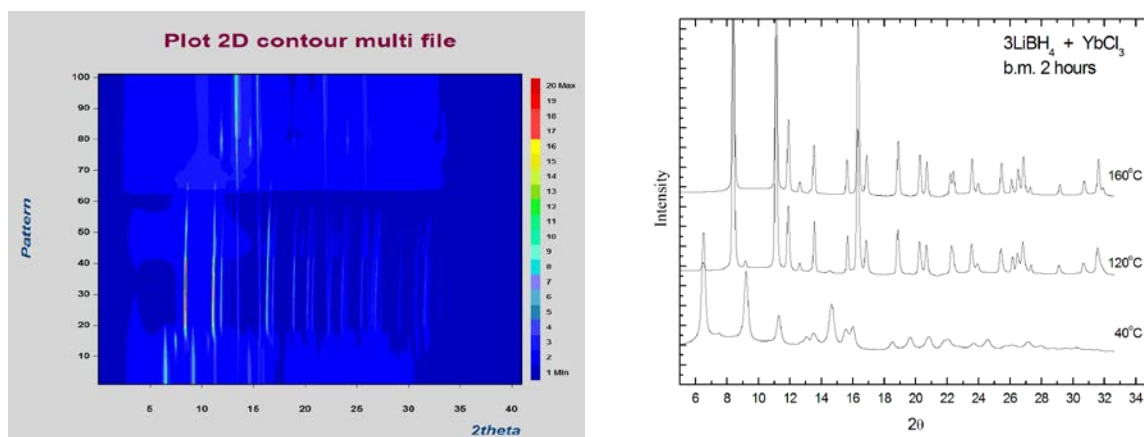 Plot 2D contour multi file
Pattern
100
90
80
70
60
50
40
30
20
10
5
10
15
20
25
30
35
40
2theta
20 Max
19
18
17
16
15
14
13
12
11
10
9
8
7
6
5
4
3
2
1 Min
3LiBH₄ + YbCl₃
b.m. 2 hours
Intensity
160°C
120°C
40°C
6 8 10 12 14 16 18 20 22 24 26 28 30 32 34
2θ